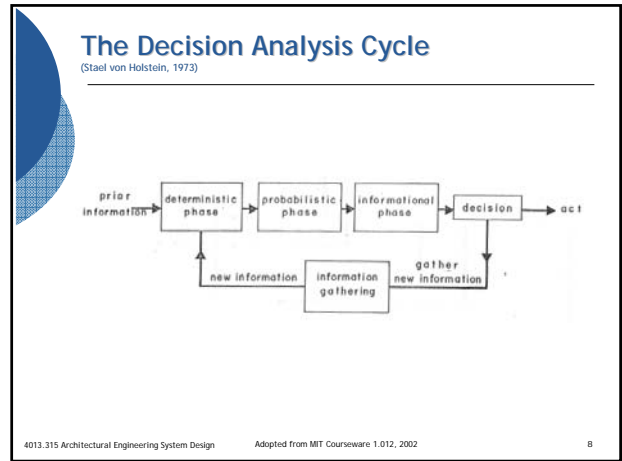 The Decision Analysis Cycle
(Stael von Holstein, 1973)
prior
information
deterministic
phase
probabilistic
phase
informational
phase
decision
act
new information
information
gathering
gather
new information
4013.315 Architectural Engineering System Design
Adopted from MIT Courseware 1.012, 2002
8